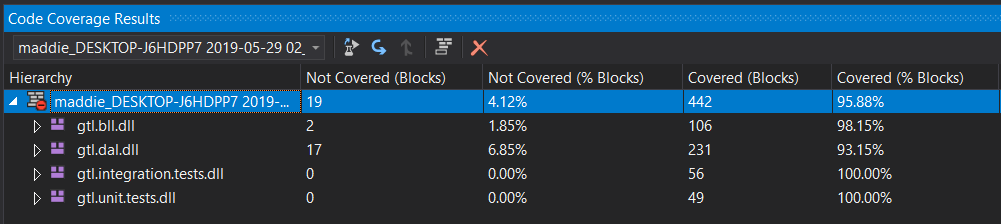 Code Coverage Results
maddie_DESKTOP-J6HDPP7 2019-05-29 02_
Hierarchy Not Covered (Blocks) Not Covered (% Blocks) Covered (Blocks) Covered (% Blocks)
maddie_DESKTOP-J6HDPP7 2019-... 19 4.12% 442 95.88%
gtl.bll.dll 2 1.85% 106 98.15%
gtl.dal.dll 17 6.85% 231 93.15%
gtl.integration.tests.dll 0 0.00% 56 100.00%
gtl.unit.tests.dll 0 0.00% 49 100.00%